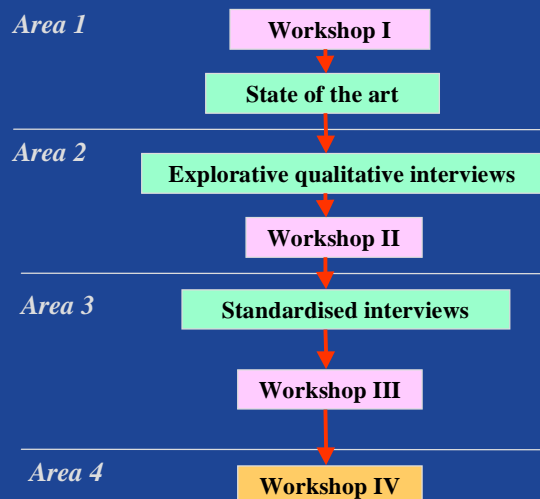 Area 1
Workshop I
State of the art
Area 2
Explorative qualitative interviews
Workshop II
Area 3
Standardised interviews
Workshop III
Area 4
Workshop IV